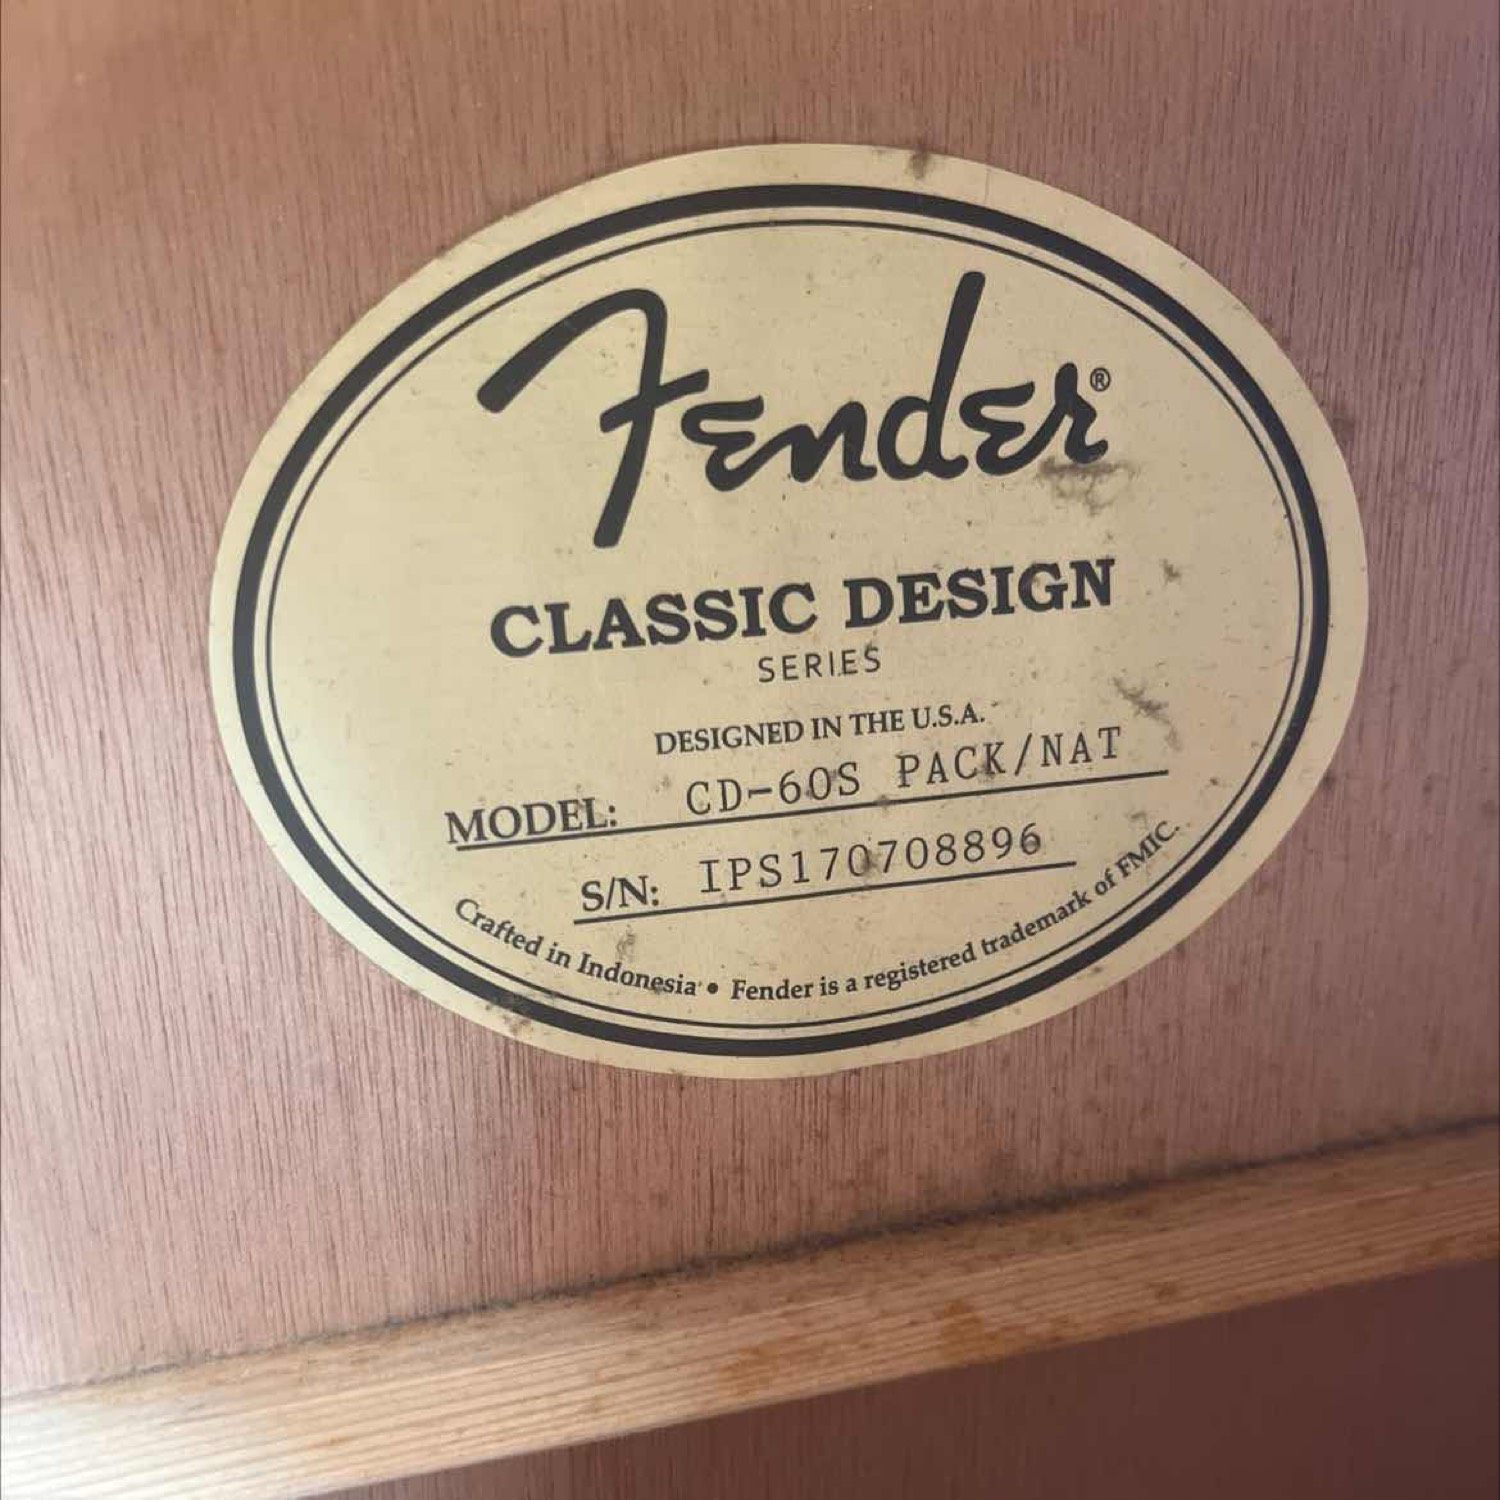 Fender®
CLASSIC DESIGN
SERIES
DESIGNED IN THE U.S.A.
MODEL: CD-60S PACK/NAT
S/N: IPS170708896
Crafted in Indonesia • Fender is a registered trademark of FMIC.